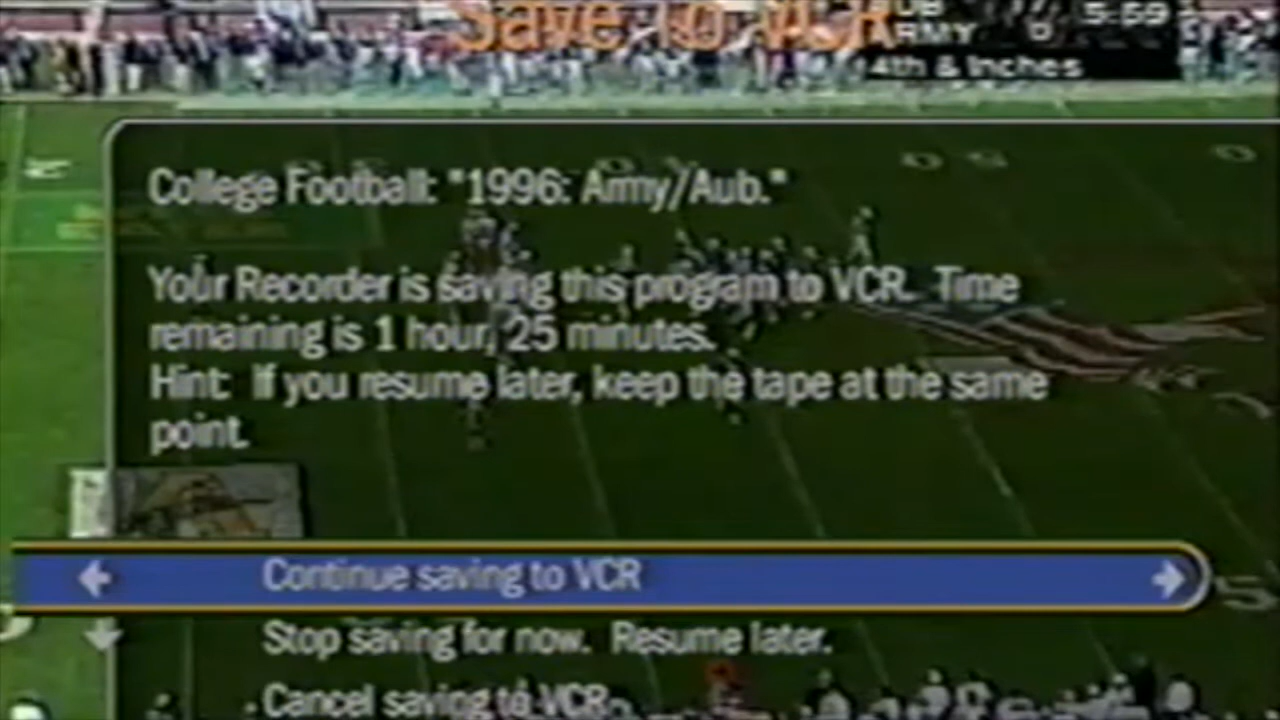 Save To VCR
UB
ARMY 0
5:59
4th & Inches
College Football: "1996: Army/Aub."
Your Recorder is saving this program to VCR. Time
remaining is 1 hour, 25 minutes.
Hint: If you resume later, keep the tape at the same
point.
Continue saving to VCR
Stop saving for now. Resume later.
Cancel saving to VCR